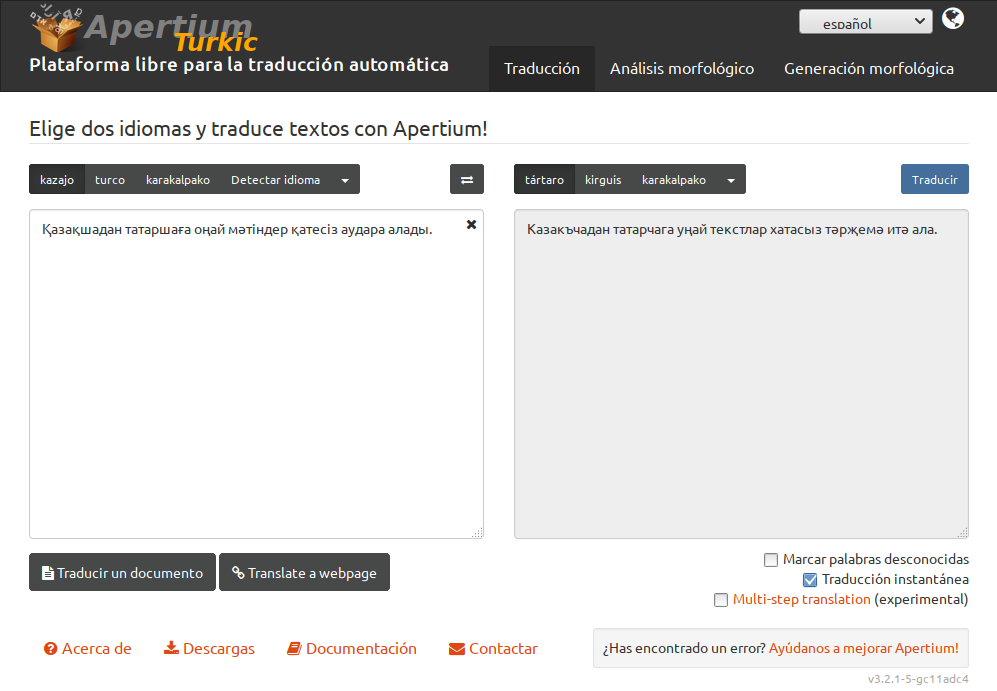 Apertium
Turkic
español
Plataforma libre para la traducción automática
Traducción Análisis morfológico Generación morfológica
Elige dos idiomas y traduce textos con Apertium!
kazajo turco karakalpako Detectar idioma
tártaro kirguís karakalpako
Traducir
Қазақшадан татаршаға оңай мәтіндер қатесіз аудара алады.
Казакъчадан татарчага уңай текстлар хатасыз тәрҗемә итә ала.
Traducir un documento Translate a webpage
Marcar palabras desconocidas
Traducción instantánea
Multi-step translation (experimental)
Acerca de Descargas Documentación Contactar
¿Has encontrado un error? Ayúdanos a mejorar Apertium!
v3.2.1-5-gc11adc4